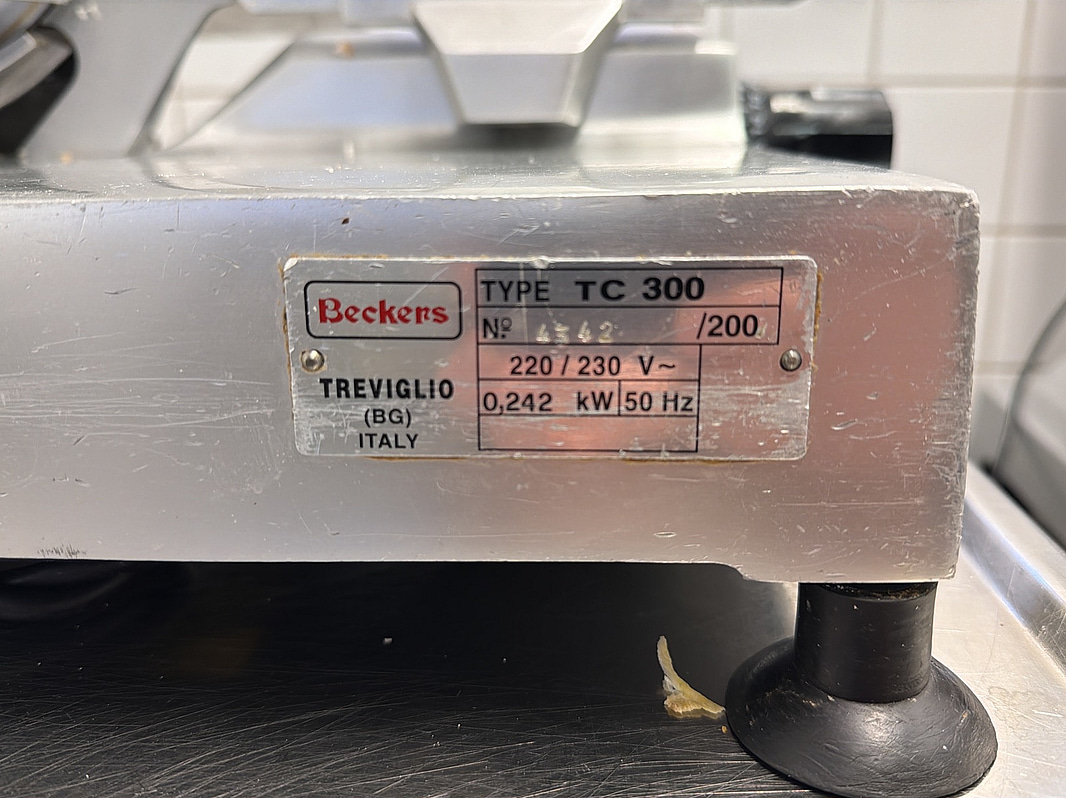 Beckers
TREVIGLIO
(BG)
ITALY
TYPE TC 300
Nº 4342 /200
220 / 230 V~
0,242 kW 50 Hz